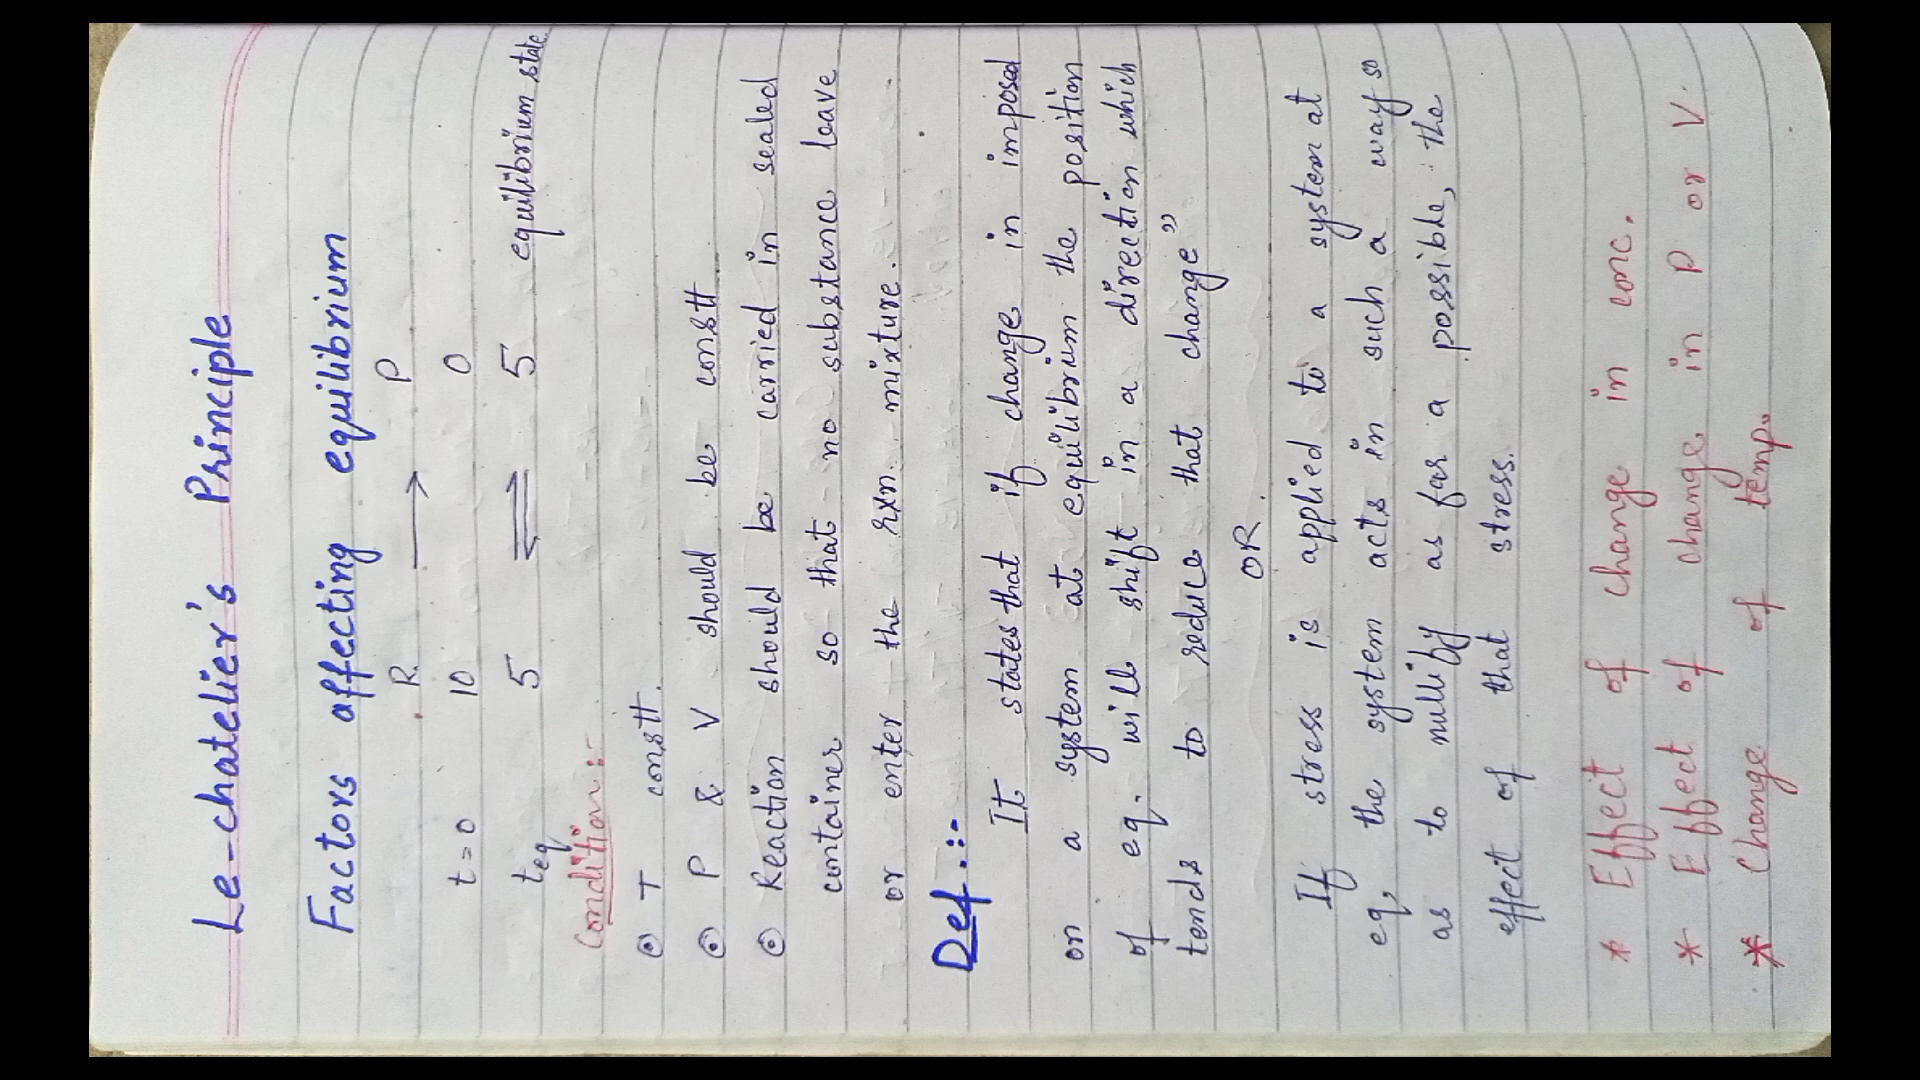 Le-chatelier's Principle
Factors affecting equilibrium
R ⟶ P
t=0 10 0
teq 5 ⇌ 5 equilibrium state
Condition :-
⊙ T constt.
⊙ P & V should be constt
⊙ Reaction should be carried in sealed
container so that no substance leave
or enter the rxn. mixture.
Def.:-
It states that if change in imposed
on a system at equilibrium the position
of eq. will shift in a direction which
tends to reduce that change"
OR
If stress is applied to a system at
eq, the system acts in such a way so
as to nullify as far a possible, the
effect of that stress.
* Effect of change in conc.
* Effect of change in P or V.
* Change of temp.